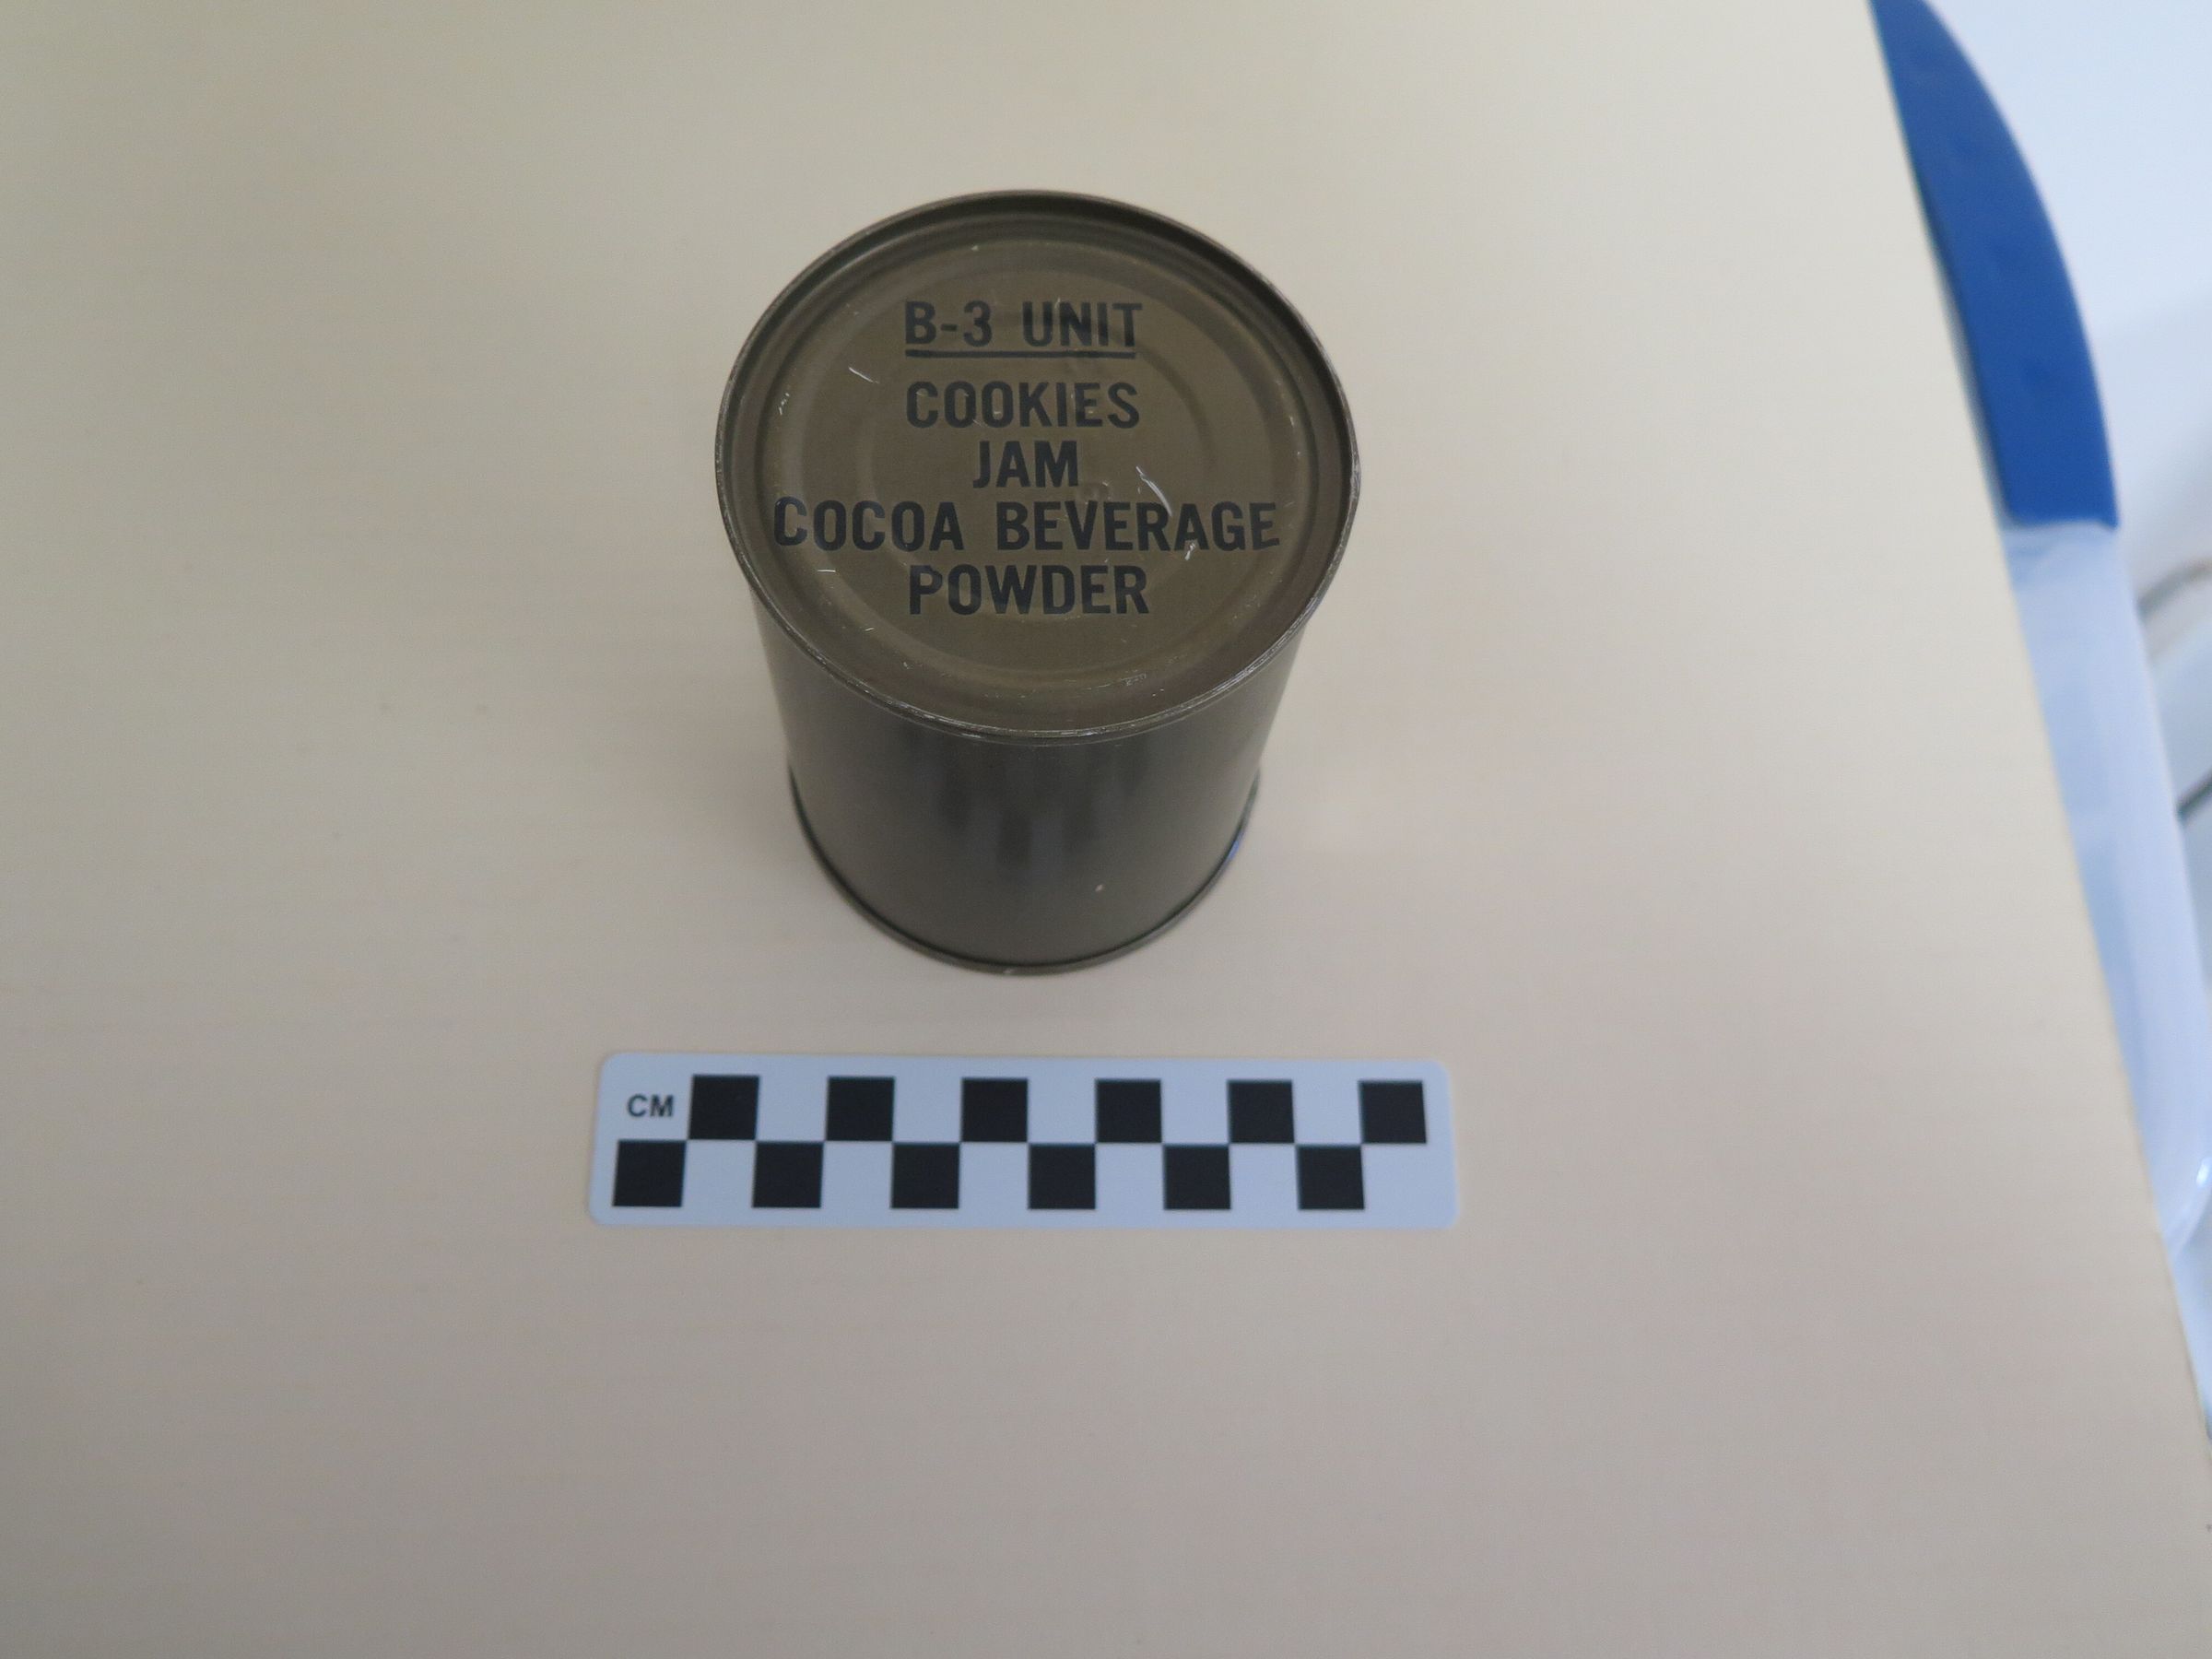 B-3 UNIT
COOKIES
JAM
COCOA BEVERAGE
POWDER
CM